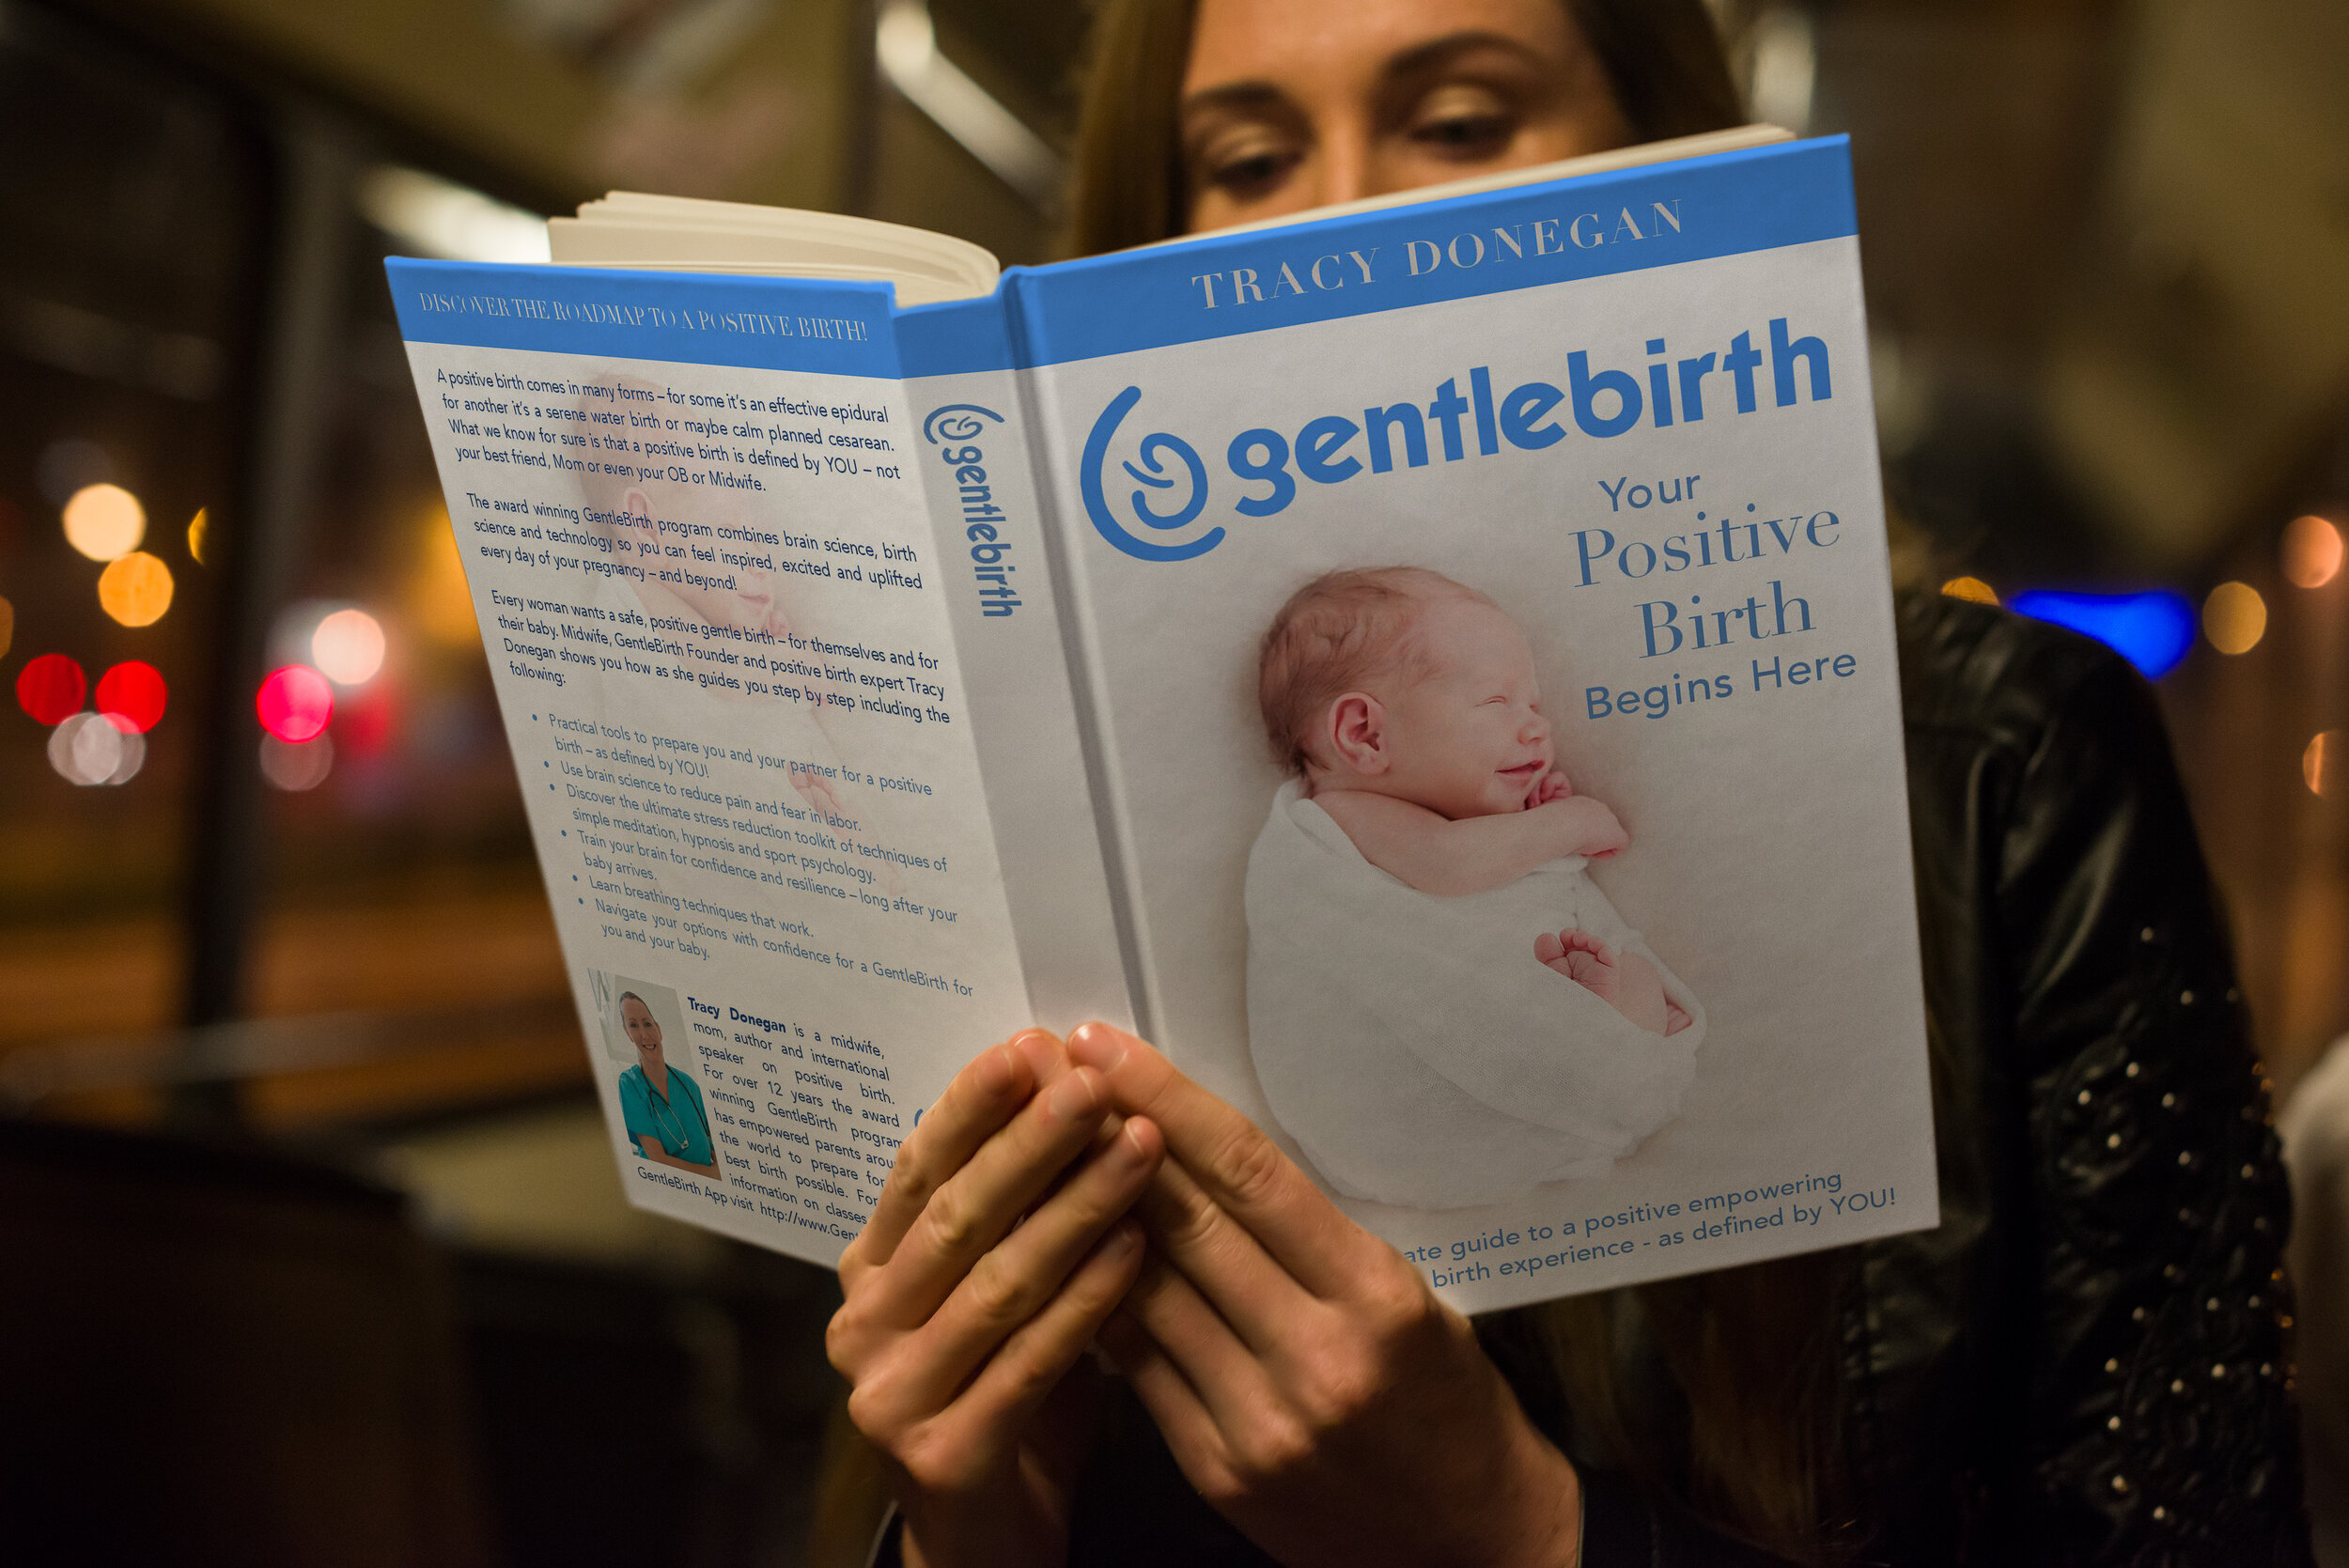 DISCOVER THE ROADMAP TO A POSITIVE BIRTH!
A positive birth comes in many forms – for some it's an effective epidural
for another it's a serene water birth or maybe calm planned cesarean.
What we know for sure is that a positive birth is defined by YOU – not
your best friend, Mom or even your OB or Midwife.
The award winning GentleBirth program combines brain science, birth
science and technology so you can feel inspired, excited and uplifted
every day of your pregnancy – and beyond!
Every woman wants a safe, positive gentle birth – for themselves and for
their baby. Midwife, GentleBirth Founder and positive birth expert Tracy
Donegan shows you how as she guides you step by step including the
following:
• Practical tools to prepare you and your partner for a positive
birth – as defined by YOU!
• Use brain science to reduce pain and fear in labor.
• Discover the ultimate stress reduction toolkit of techniques of
simple meditation, hypnosis and sport psychology.
• Train your brain for confidence and resilience – long after your
baby arrives.
• Learn breathing techniques that work.
• Navigate your options with confidence for a GentleBirth for
you and your baby.
Tracy Donegan is a midwife,
mom, author and international
speaker on positive birth.
For over 12 years the award
winning GentleBirth program
has empowered parents
the world to prepare for
best birth possible. For
information on classes
GentleBirth App visit http://www.Gen
gentlebirth
TRACY DONEGAN
gentlebirth
Your
Positive
Birth
Begins Here
guide to a positive empowering
birth experience - as defined by YOU!